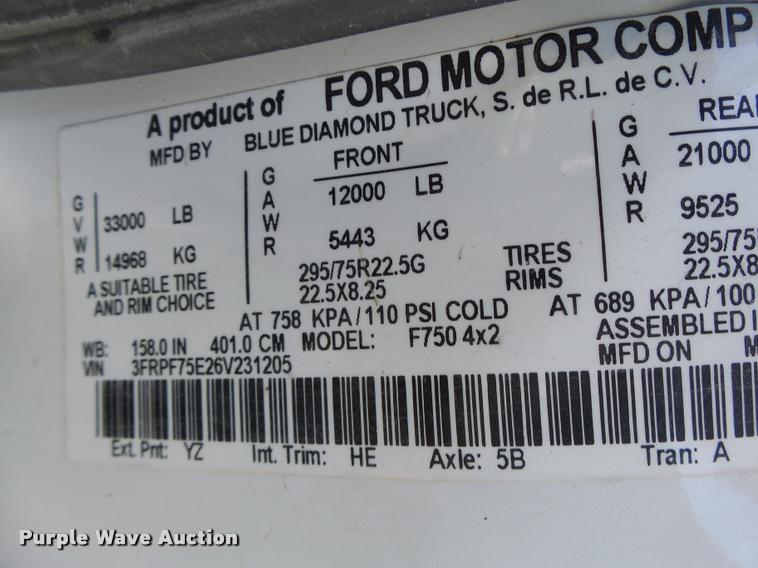 A product of FORD MOTOR COMP
MFD BY BLUE DIAMOND TRUCK, S. de R.L. de C.V.
FRONT REAR
GVWR 33000 LB GAWR 12000 LB GAWR 21000
14968 KG 5443 KG 9525
A SUITABLE TIRE AND RIM CHOICE
295/75R22.5G TIRES 295/75
22.5X8.25 RIMS 22.5X8
AT 758 KPA/110 PSI COLD AT 689 KPA/100
WB: 158.0 IN 401.0 CM MODEL: F750 4x2 ASSEMBLED I
VIN 3FRPF75E26V231205 MFD ON M
Ext. Pnt: YZ Int. Trim: HE Axle: 5B Tran: A
Purple Wave Auction